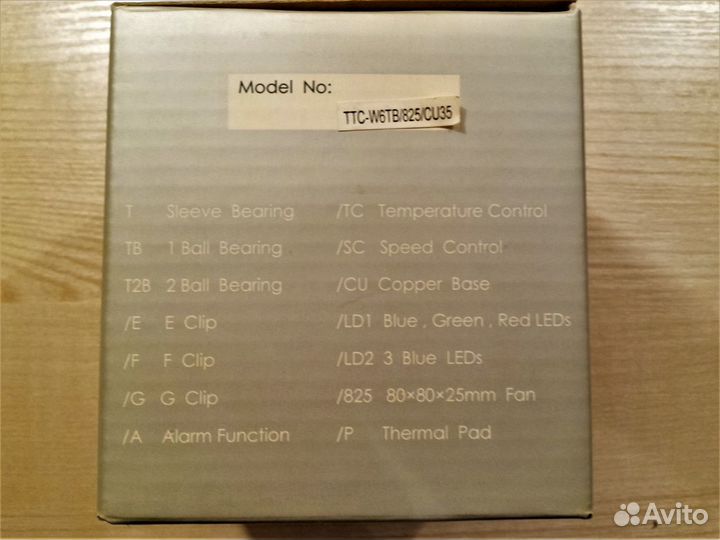 Model No:
TTC-W6TB/825/CU35
T Sleeve Bearing
TB 1 Ball Bearing
T2B 2 Ball Bearing
/E E Clip
/F F Clip
/G G Clip
/A Alarm Function
/TC Temperature Control
/SC Speed Control
/CU Copper Base
/LD1 Blue , Green , Red LEDs
/LD2 3 Blue LEDs
/825 80×80×25mm Fan
/P Thermal Pad
Avito